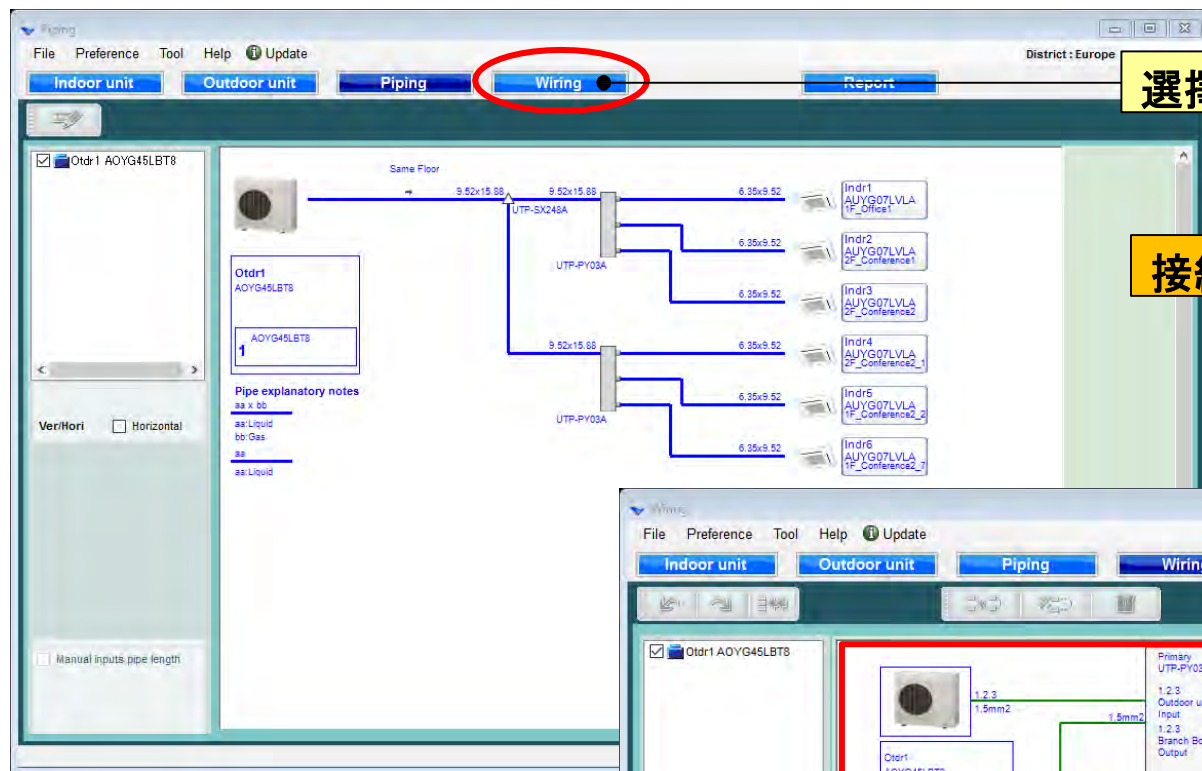 Piping
File Preference Tool Help Update
District : Europe
Indoor unit Outdoor unit Piping Wiring Report
Otdr1 AOYG45LBT8
Ver/Hori Horizontal
Manual inputs pipe length
Same Floor
9.52x15.88 9.52x15.88 6.35x9.52
UTP-SX248A
UTP-PY03A
6.35x9.52
6.35x9.52
9.52x15.88 6.35x9.52
UTP-PY03A
6.35x9.52
6.35x9.52
Indr1
AUYG07LVLA
1F_Office1
Indr2
AUYG07LVLA
2F_Conference1
Indr3
AUYG07LVLA
2F_Conference2
Indr4
AUYG07LVLA
2F_Conference2_1
Indr5
AUYG07LVLA
1F_Conference2_2
Indr6
AUYG07LVLA
1F_Conference2_7
Otdr1
AOYG45LBT8
AOYG45LBT8
1
Pipe explanatory notes
aa x bb
aa:Liquid
bb:Gas
aa
aa:Liquid
Wiring
File Preference Tool Help Update
Indoor unit Outdoor unit Piping Wiring
Otdr1 AOYG45LBT8
1.2.3
1.5mm2
1.5mm2
Primary
UTP-PY03
1.2.3
Outdoor u
Input
1.2.3
Branch Bo
Output
Otdr1
AOYG45LBT8
選
接